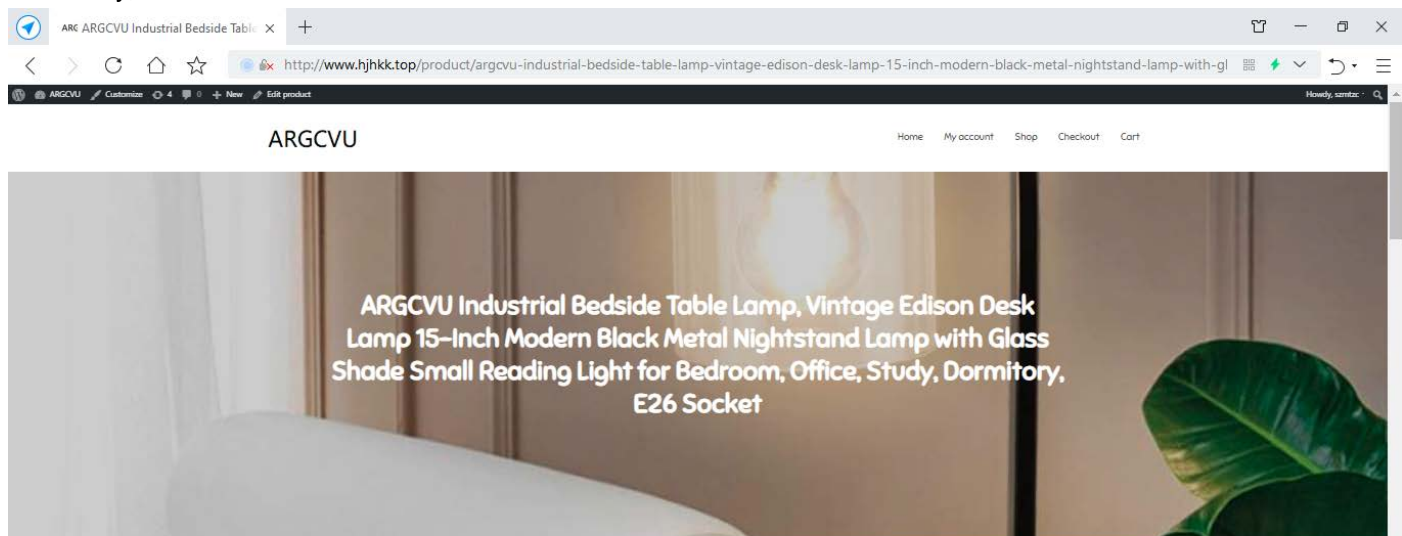 ARG ARGCVU Industrial Bedside Tabl
http://www.hjhkk.top/product/argcvu-industrial-bedside-table-lamp-vintage-edison-desk-lamp-15-inch-modern-black-metal-nightstand-lamp-with-gl
ARGCVU Customize 4 0 + New Edit product Howdy, szmtzc
ARGCVU
Home My account Shop Checkout Cart
ARGCVU Industrial Bedside Table Lamp, Vintage Edison Desk
Lamp 15-Inch Modern Black Metal Nightstand Lamp with Glass
Shade Small Reading Light for Bedroom, Office, Study, Dormitory,
E26 Socket